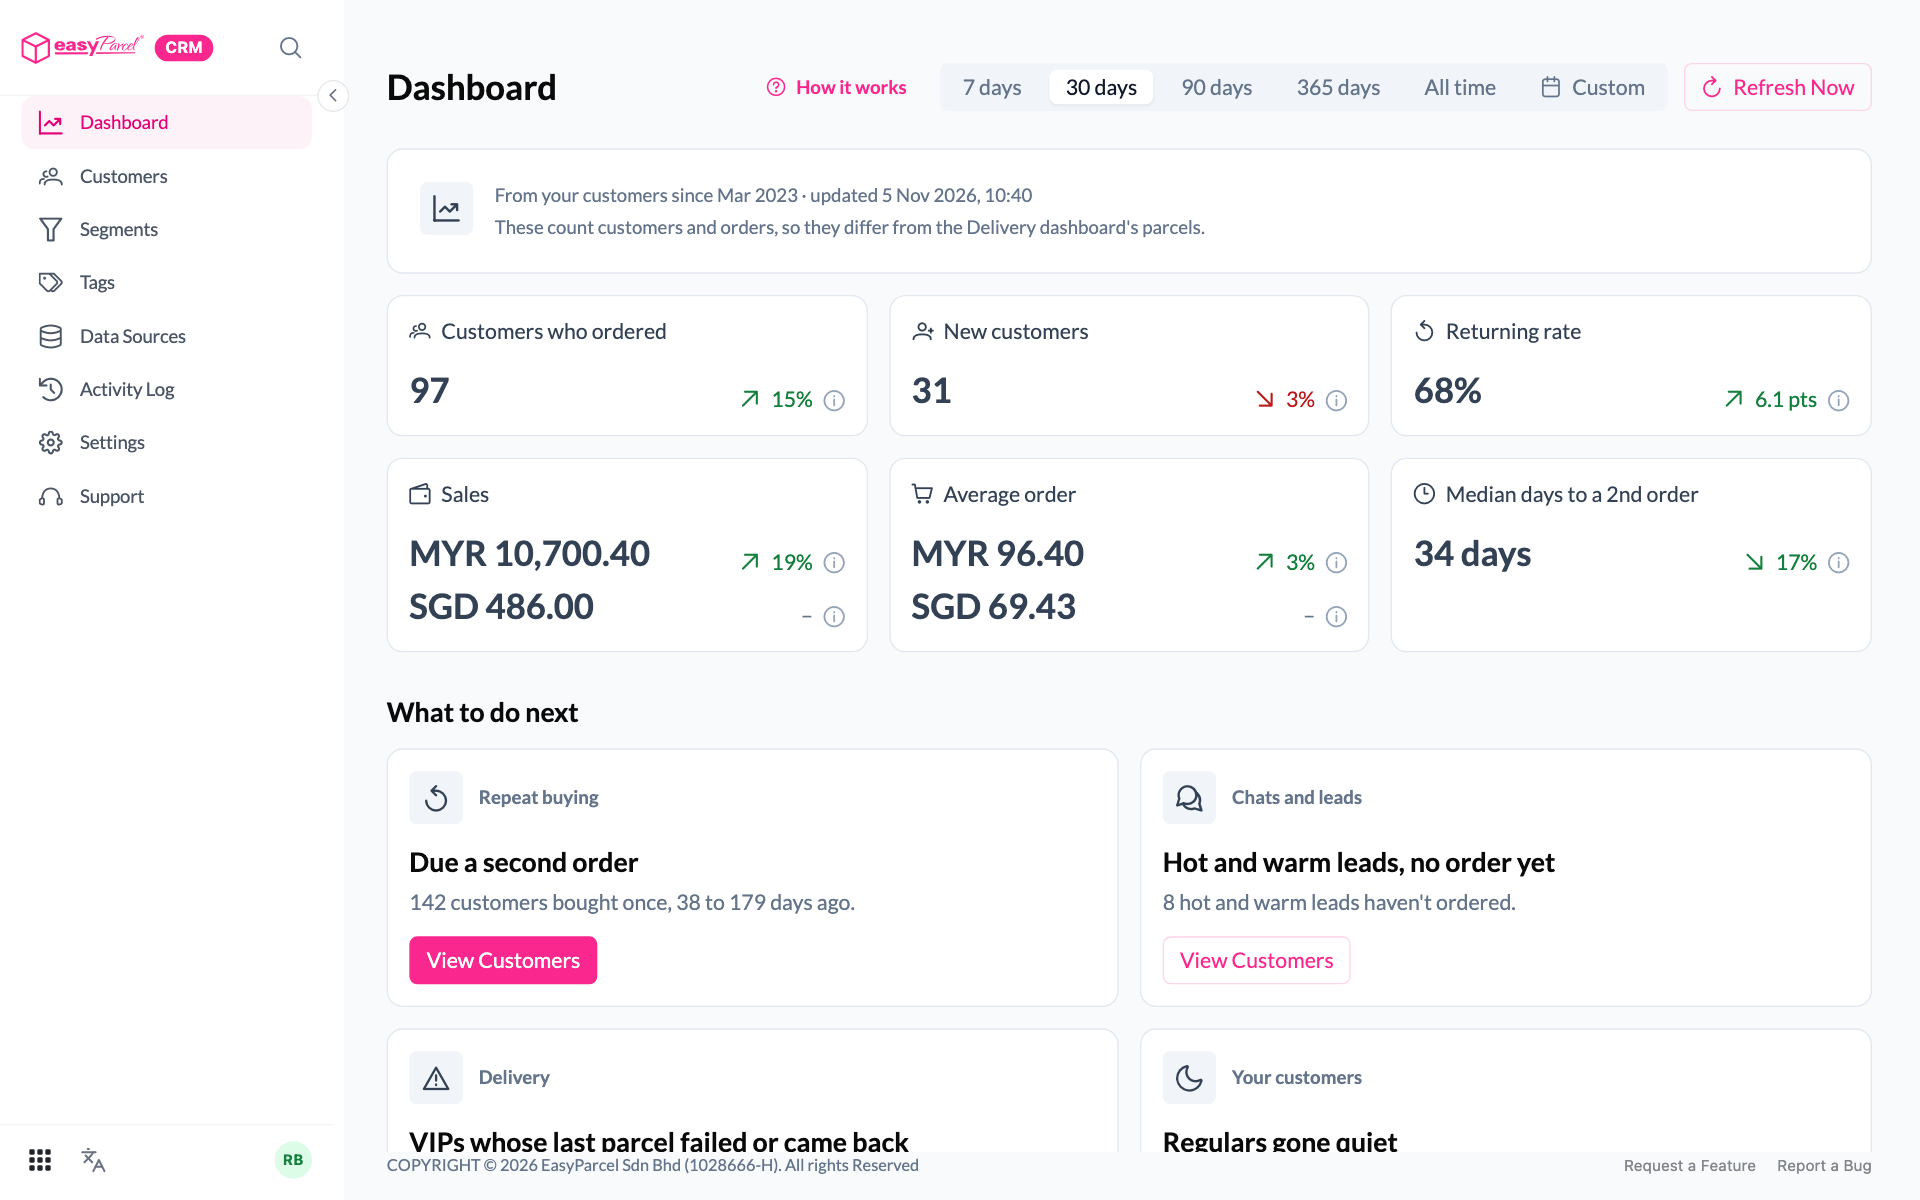 easyParcel CRM
Dashboard
Customers
Segments
Tags
Data Sources
Activity Log
Settings
Support
RB
Dashboard
How it works
7 days 30 days 90 days 365 days All time Custom
Refresh Now
From your customers since Mar 2023 · updated 5 Nov 2026, 10:40
These count customers and orders, so they differ from the Delivery dashboard's parcels.
Customers who ordered
97
15%
New customers
31
3%
Returning rate
68%
6.1 pts
Sales
MYR 10,700.40
19%
SGD 486.00
–
Average order
MYR 96.40
3%
SGD 69.43
–
Median days to a 2nd order
34 days
17%
What to do next
Repeat buying
Due a second order
142 customers bought once, 38 to 179 days ago.
View Customers
Chats and leads
Hot and warm leads, no order yet
8 hot and warm leads haven't ordered.
View Customers
Delivery
VIPs whose last parcel failed or came back
Your customers
Regulars gone quiet
COPYRIGHT © 2026 EasyParcel Sdn Bhd (1028666-H). All rights Reserved
Request a Feature Report a Bug